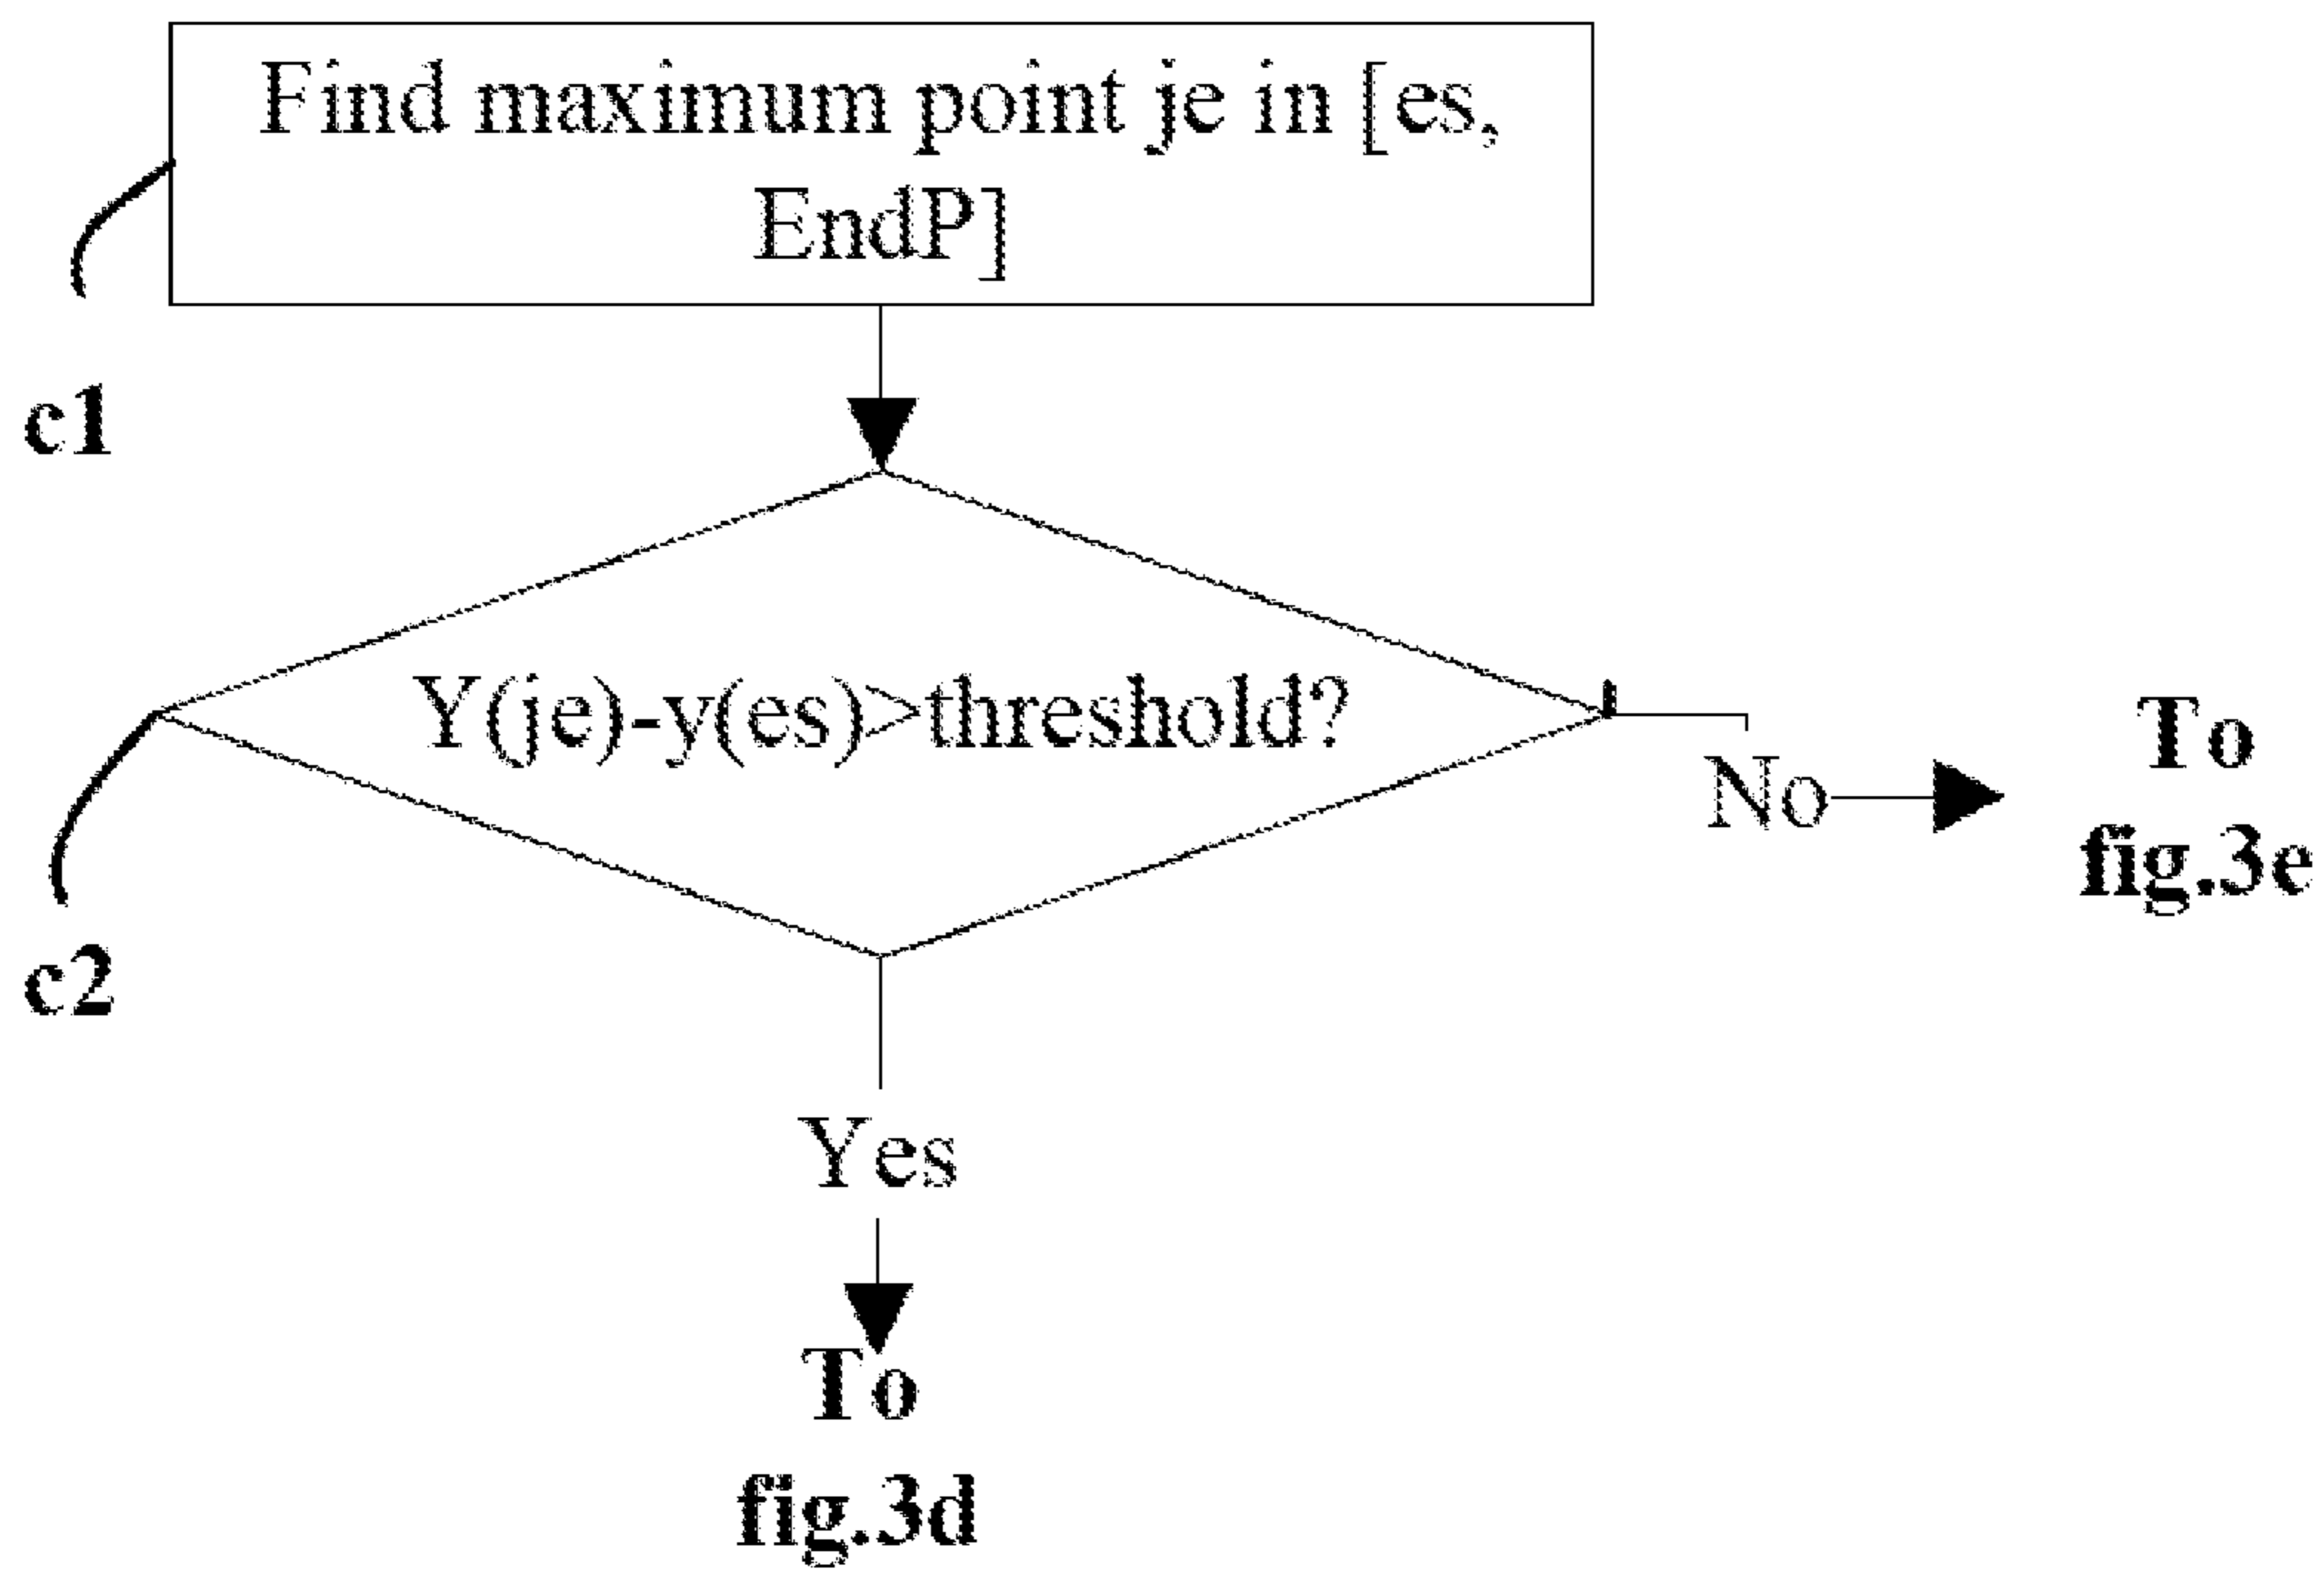 Find maximum point je in [es,
EndP]
c1
Y(je)-y(es)>threshold?
No
To
fig.3e
c2
Yes
To
fig.3d